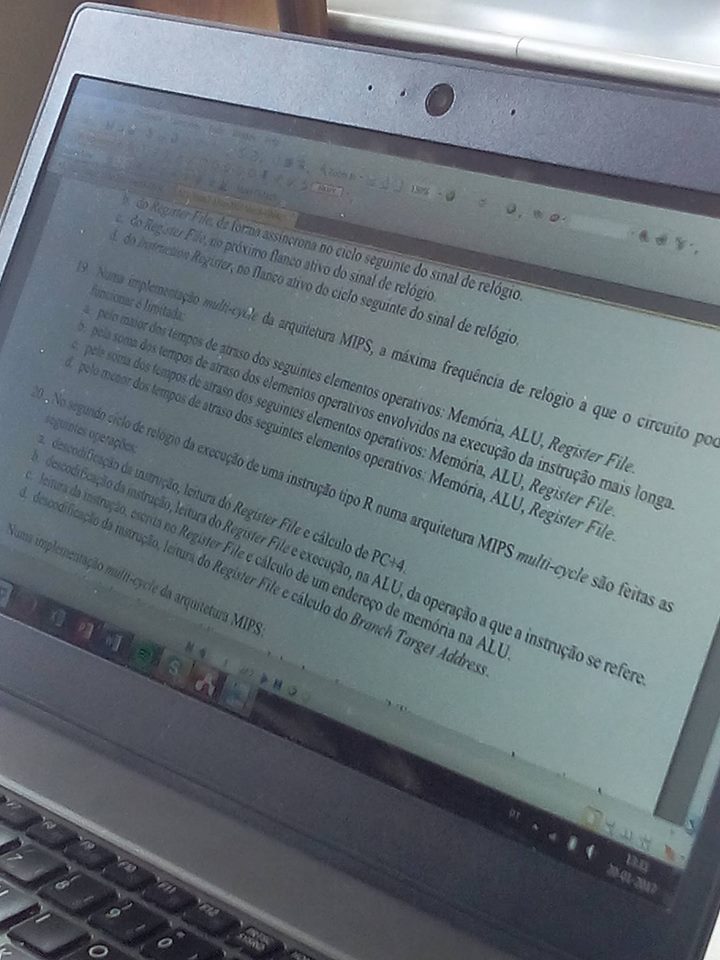 150%
b. do Register File, de forma assíncrona no ciclo seguinte do sinal de relógio.
c. do Register File, no próximo flanco ativo do sinal de relógio.
d. do Instruction Register, no flanco ativo do ciclo seguinte do sinal de relógio.
19. Numa implementação multi-cycle da arquitetura MIPS, a máxima frequência de relógio a que o circuito pod
funcionar é limitada:
a. pelo maior dos tempos de atraso dos seguintes elementos operativos: Memória, ALU, Register File.
b. pela soma dos tempos de atraso dos elementos operativos envolvidos na execução da instrução mais longa.
c. pela soma dos tempos de atraso dos seguintes elementos operativos: Memória, ALU, Register File.
d. pelo menor dos tempos de atraso dos seguintes elementos operativos: Memória, ALU, Register File.
20. No segundo ciclo de relógio da execução de uma instrução tipo R numa arquitetura MIPS multi-cycle são feitas as
seguintes operações:
a. descodificação da instrução, leitura do Register File e cálculo de PC+4.
b. descodificação da instrução, leitura do Register File e execução, na ALU, da operação a que a instrução se refere.
c. leitura da instrução, escrita no Register File e cálculo de um endereço de memória na ALU.
d. descodificação da instrução, leitura do Register File e cálculo do Branch Target Address.
Numa implementação multi-cycle da arquitetura MIPS:
PT